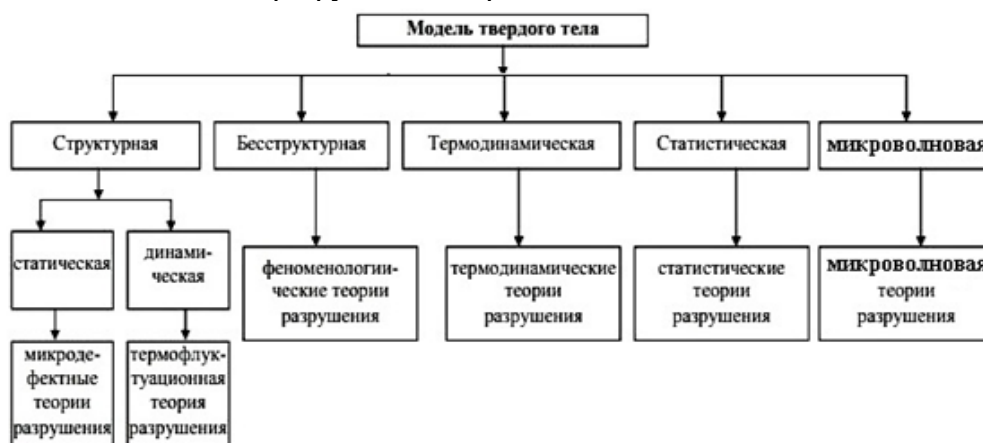 Модель твердого тела
Структурная
Бесструктурная
Термодинамическая
Статистическая
микроволновая
статическая
динами-
ческая
феноменологии-
ческие теории
разрушения
термодинамические
теории
разрушения
статистические
теории
разрушения
микроволновая
теории
разрушения
микроде-
фектные
теории
разрушения
термофлук-
туационная
теория
разрушения